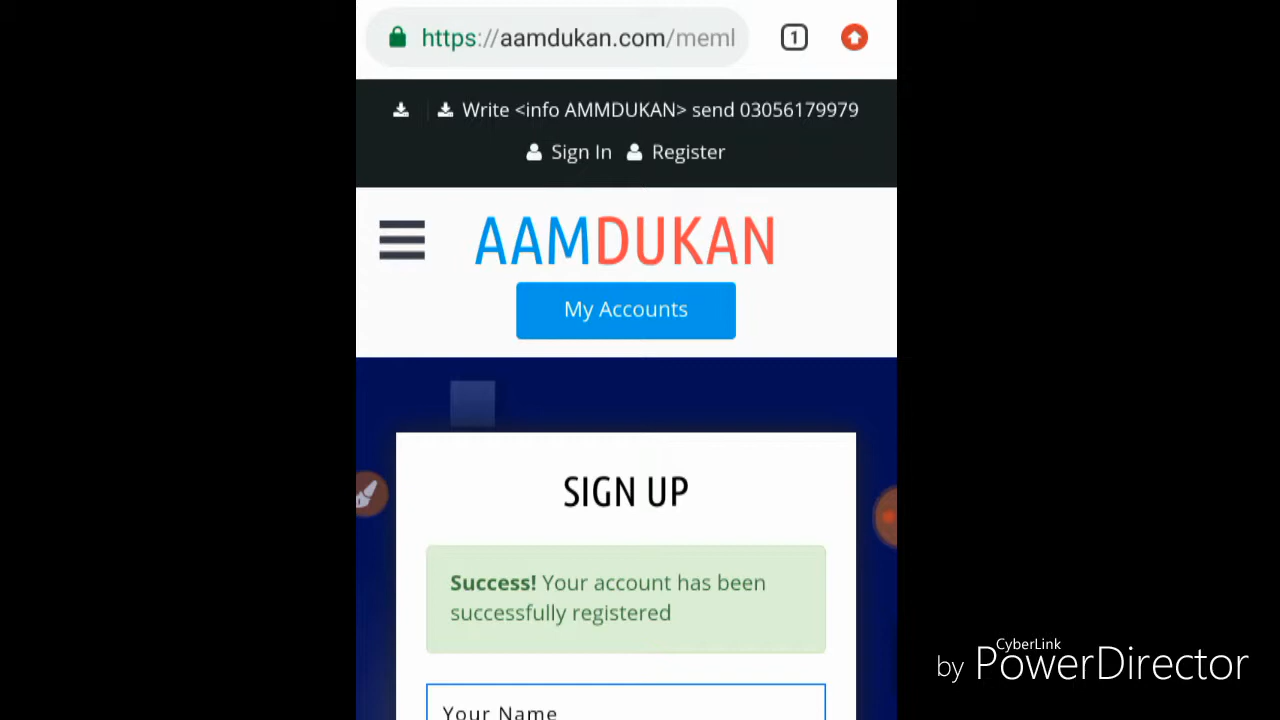 https://aamdukan.com/meml
1
Write <info AMMDUKAN> send 03056179979
Sign In Register
AAMDUKAN
My Accounts
SIGN UP
Success! Your account has been
successfully registered
Your Name
CyberLink
by PowerDirector